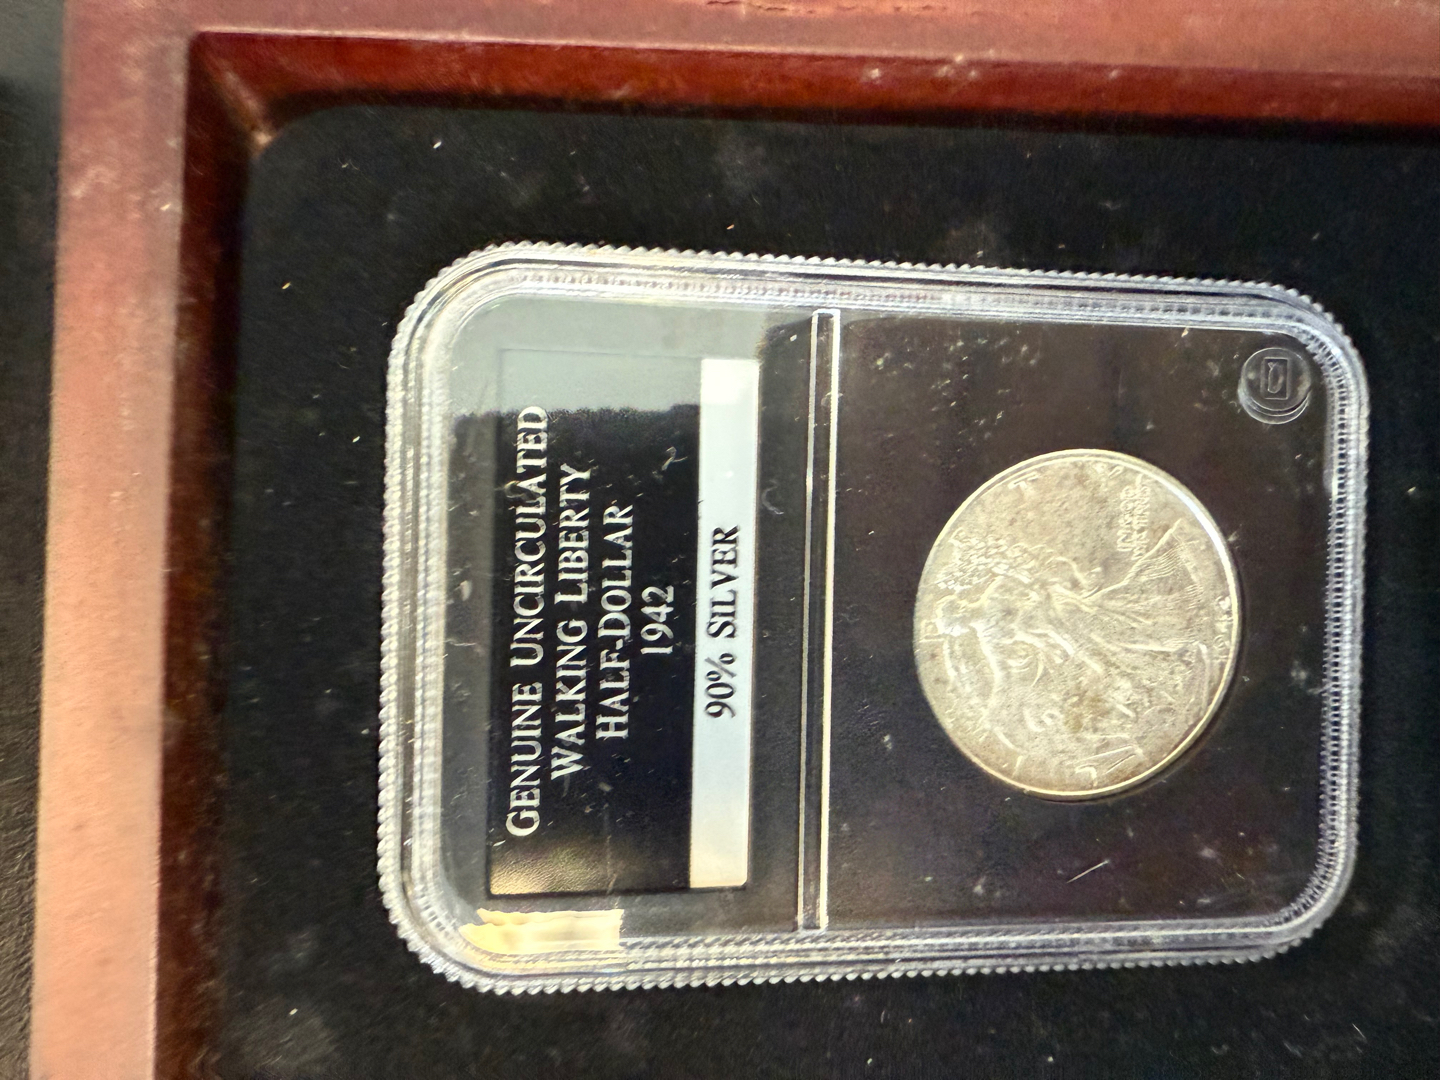 GENUINE UNCIRCULATED
WALKING LIBERTY
HALF-DOLLAR
1942
90% SILVER